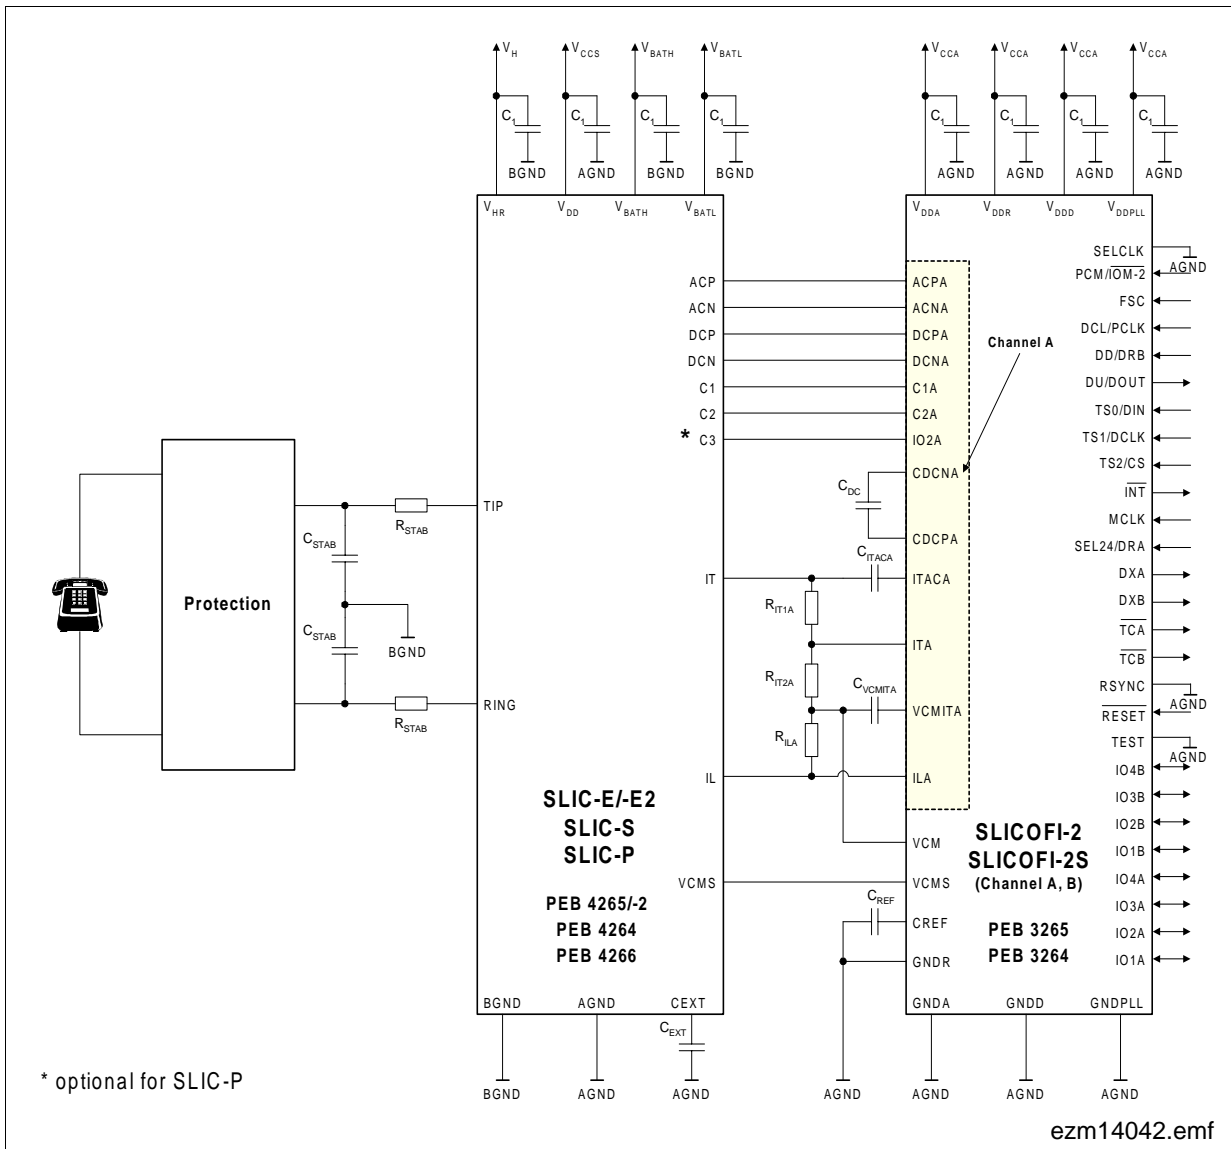 VH VCCS VBATH VBATL VCCA VCCA VCCA VCCA
C1 C1 C1 C1 C1 C1 C1 C1
BGND AGND BGND BGND AGND AGND AGND AGND
VHR VDD VBATH VBATL VDDA VDDR VDDD VDDPLL
SELCLK
AGND
PCM/IOM-2
ACP ACPA
FSC
ACN ACNA
DCL/PCLK
DCP DCPA
Channel A
DD/DRB
DCN DCNA
DU/DOUT
C1 C1A
TS0/DIN
C2 C2A
TS1/DCLK
* C3 IO2A
TS2/CS
CDCNA
CDC
INT
MCLK
CDCPA
SEL24/DRA
CITACA
IT ITACA
DXA
DXB
TIP
RSTAB
CSTAB
Protection
RIT1A
TCA
CSTAB
BGND
ITA
TCB
RIT2A
CVCMITA
RSYNC
AGND
RING
RSTAB
VCMITA
RESET
RILA
TEST
AGND
IL ILA
IO4B
IO3B
IO2B
IO1B
IO4A
IO3A
IO2A
IO1A
SLIC-E/-E2
SLIC-S
SLIC-P
PEB 4265/-2
PEB 4264
PEB 4266
VCM
VCMS VCMS
CREF
CREF
GNDR
SLICOFI-2
SLICOFI-2S
(Channel A, B)
PEB 3265
PEB 3264
BGND AGND CEXT GNDA GNDD GNDPLL
CEXT
BGND AGND AGND AGND AGND AGND AGND
* optional for SLIC-P
ezm14042.emf